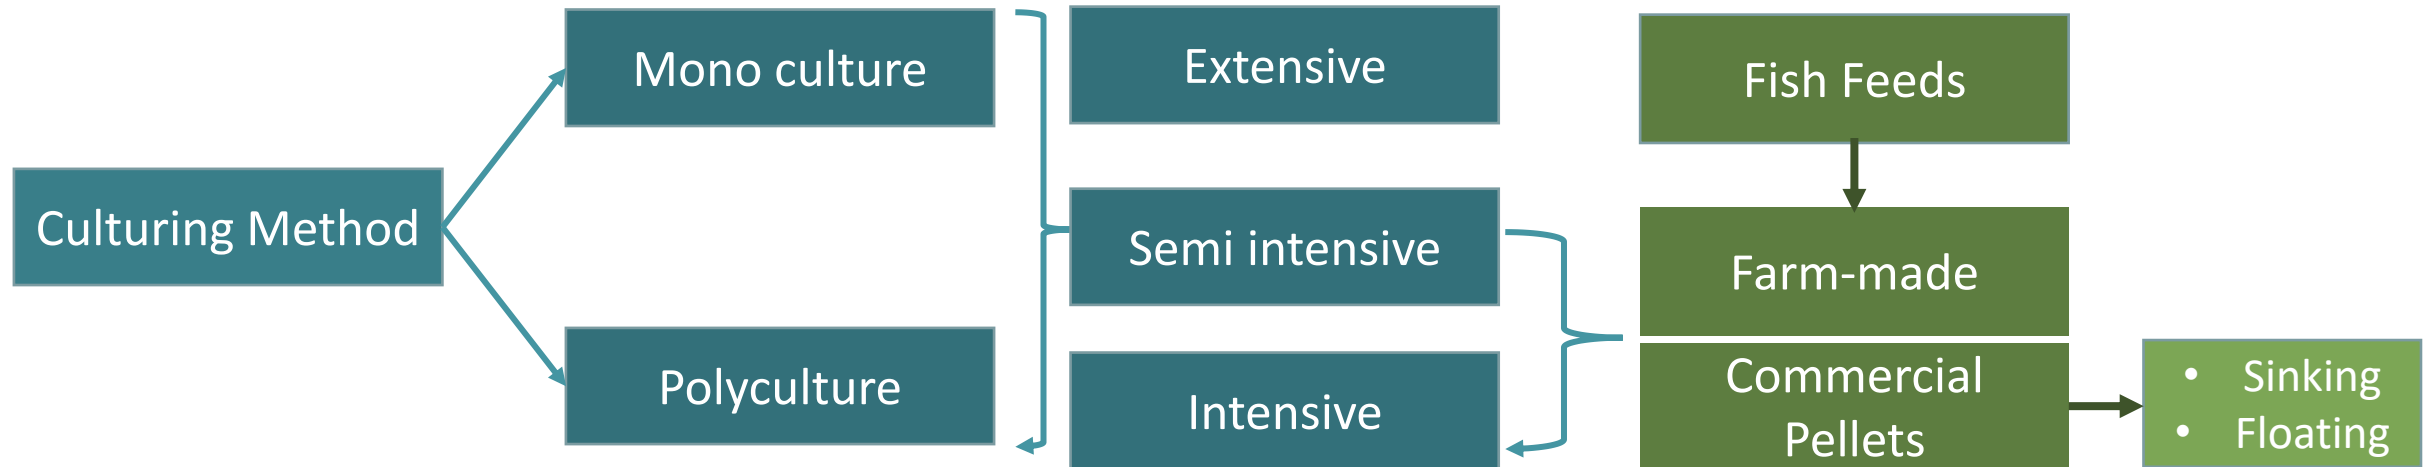 Culturing Method
Mono culture
Polyculture
Extensive
Semi intensive
Intensive
Fish Feeds
Farm-made
Commercial
Pellets
• Sinking
• Floating